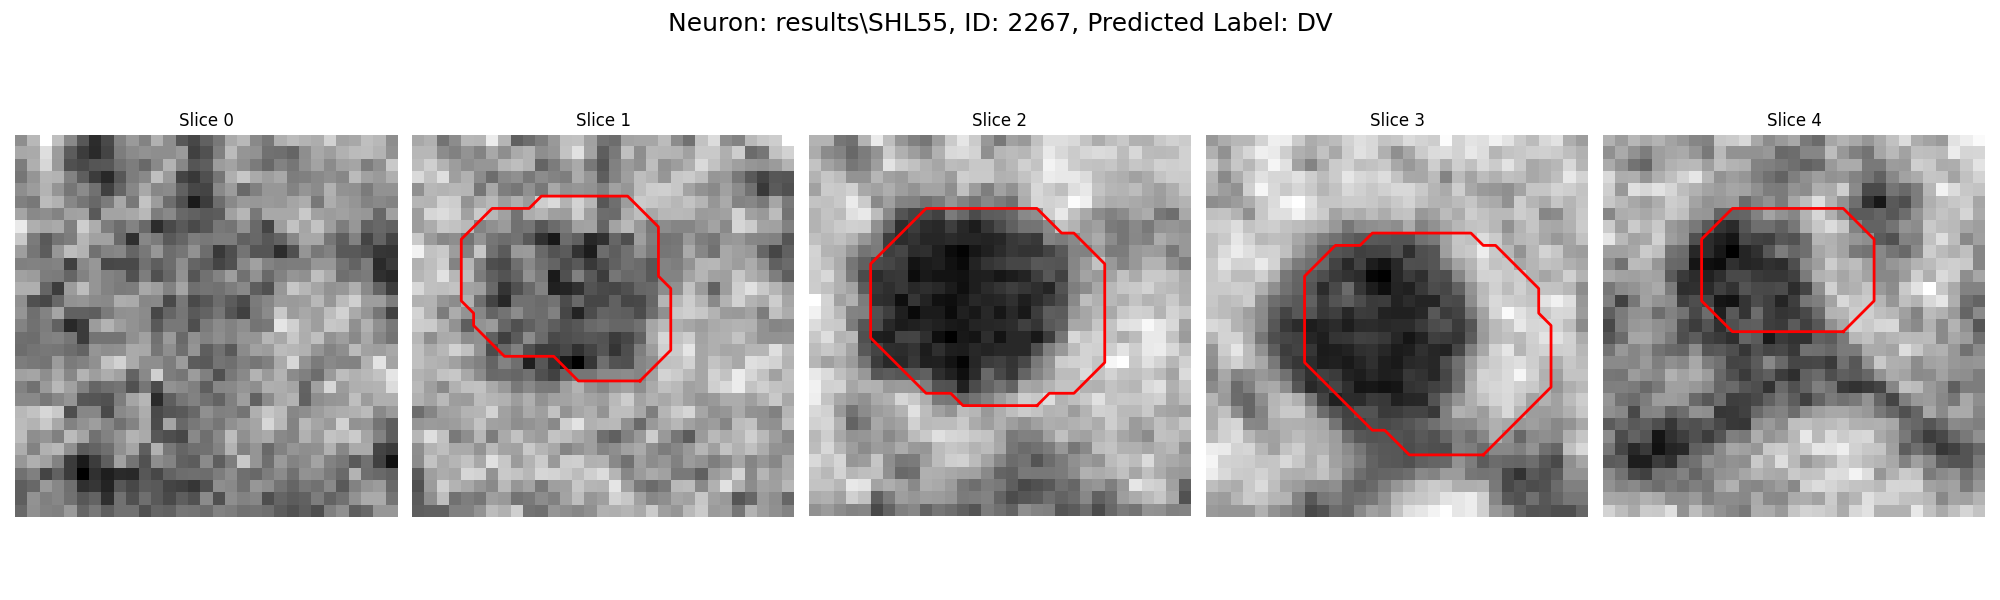 Neuron: results\SHL55, ID: 2267, Predicted Label: DV
Slice 0
Slice 1
Slice 2
Slice 3
Slice 4